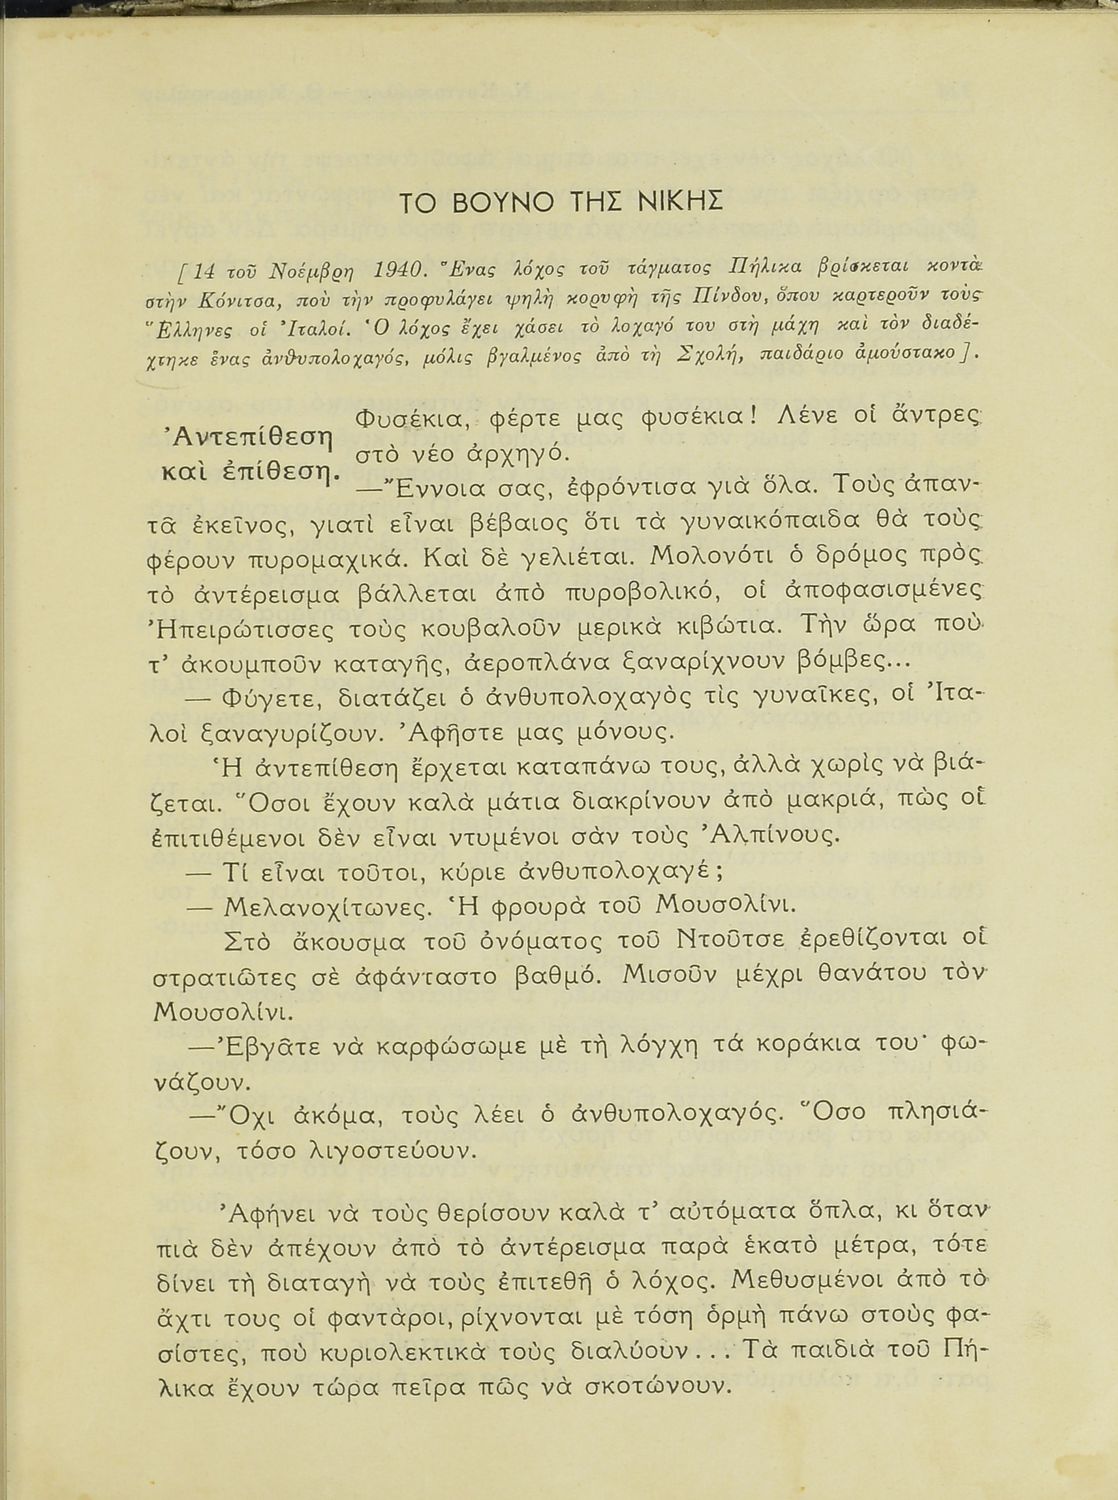 ΤΟ ΒΟΥΝΟ ΤΗΣ ΝΙΚΗΣ
[ 14 τοῦ Νοέμβρη 1940. Ἕνας λόχος τοῦ τάγματος Πήλικα βρίσκεται κοντὰ
στὴν Κόνιτσα, ποὺ τὴν προφυλάγει ψηλὴ κορυφὴ τῆς Πίνδου, ὅπου καρτεροῦν τοὺς
Ἕλληνες οἱ Ἰταλοί. Ὁ λόχος ἔχει χάσει τὸ λοχαγό του στὴ μάχη καὶ τὸν διαδέ-
χτηκε ἕνας ἀνθυπολοχαγός, μόλις βγαλμένος ἀπὸ τὴ Σχολή, παιδάριο ἀμούστακο ].
Ἀντεπίθεση
καὶ ἐπίθεση.
Φυσέκια, φέρτε μας φυσέκια! Λένε οἱ ἄντρες
στὸ νέο ἀρχηγό.
—Ἔννοια σας, ἐφρόντισα γιὰ ὅλα. Τοὺς ἀπαν-
τᾶ ἐκεῖνος, γιατὶ εἶναι βέβαιος ὅτι τὰ γυναικόπαιδα θὰ τοὺς
φέρουν πυρομαχικά. Καὶ δὲ γελιέται. Μολονότι ὁ δρόμος πρὸς
τὸ ἀντέρεισμα βάλλεται ἀπὸ πυροβολικό, οἱ ἀποφασισμένες
Ἠπειρώτισσες τοὺς κουβαλοῦν μερικὰ κιβώτια. Τὴν ὥρα ποὺ
τ' ἀκουμποῦν καταγῆς, ἀεροπλάνα ξαναρίχνουν βόμβες...
— Φύγετε, διατάζει ὁ ἀνθυπολοχαγὸς τὶς γυναῖκες, οἱ Ἰτα-
λοὶ ξαναγυρίζουν. Ἀφῆστε μας μόνους.
Ἡ ἀντεπίθεση ἔρχεται καταπάνω τους, ἀλλὰ χωρὶς νὰ βιά-
ζεται. Ὅσοι ἔχουν καλὰ μάτια διακρίνουν ἀπὸ μακριά, πὼς οἱ
ἐπιτιθέμενοι δὲν εἶναι ντυμένοι σὰν τοὺς Ἀλπίνους.
— Τί εἶναι τοῦτοι, κύριε ἀνθυπολοχαγέ ;
— Μελανοχίτωνες. Ἡ φρουρὰ τοῦ Μουσολίνι.
Στὸ ἄκουσμα τοῦ ὀνόματος τοῦ Ντοῦτσε ἐρεθίζονται οἱ
στρατιῶτες σὲ ἀφάνταστο βαθμό. Μισοῦν μέχρι θανάτου τὸν
Μουσολίνι.
—Ἐβγᾶτε νὰ καρφώσωμε μὲ τὴ λόγχη τά κοράκια του· φω-
νάζουν.
—Ὄχι ἀκόμα, τοὺς λέει ὁ ἀνθυπολοχαγός. Ὅσο πλησιά-
ζουν, τόσο λιγοστεύουν.
Ἀφήνει νὰ τοὺς θερίσουν καλὰ τ' αὐτόματα ὅπλα, κι ὅταν
πιὰ δὲν ἀπέχουν ἀπὸ τὸ ἀντέρεισμα παρὰ ἑκατὸ μέτρα, τότε
δίνει τὴ διαταγὴ νὰ τοὺς ἐπιτεθῆ ὁ λόχος. Μεθυσμένοι ἀπὸ τὸ
ἄχτι τους οἱ φαντάροι, ρίχνονται μὲ τόση ὁρμὴ πάνω στοὺς φα-
σίστες, ποὺ κυριολεκτικὰ τοὺς διαλύουν... Τὰ παιδιὰ τοῦ Πή-
λικα ἔχουν τώρα πεῖρα πῶς νὰ σκοτώνουν.